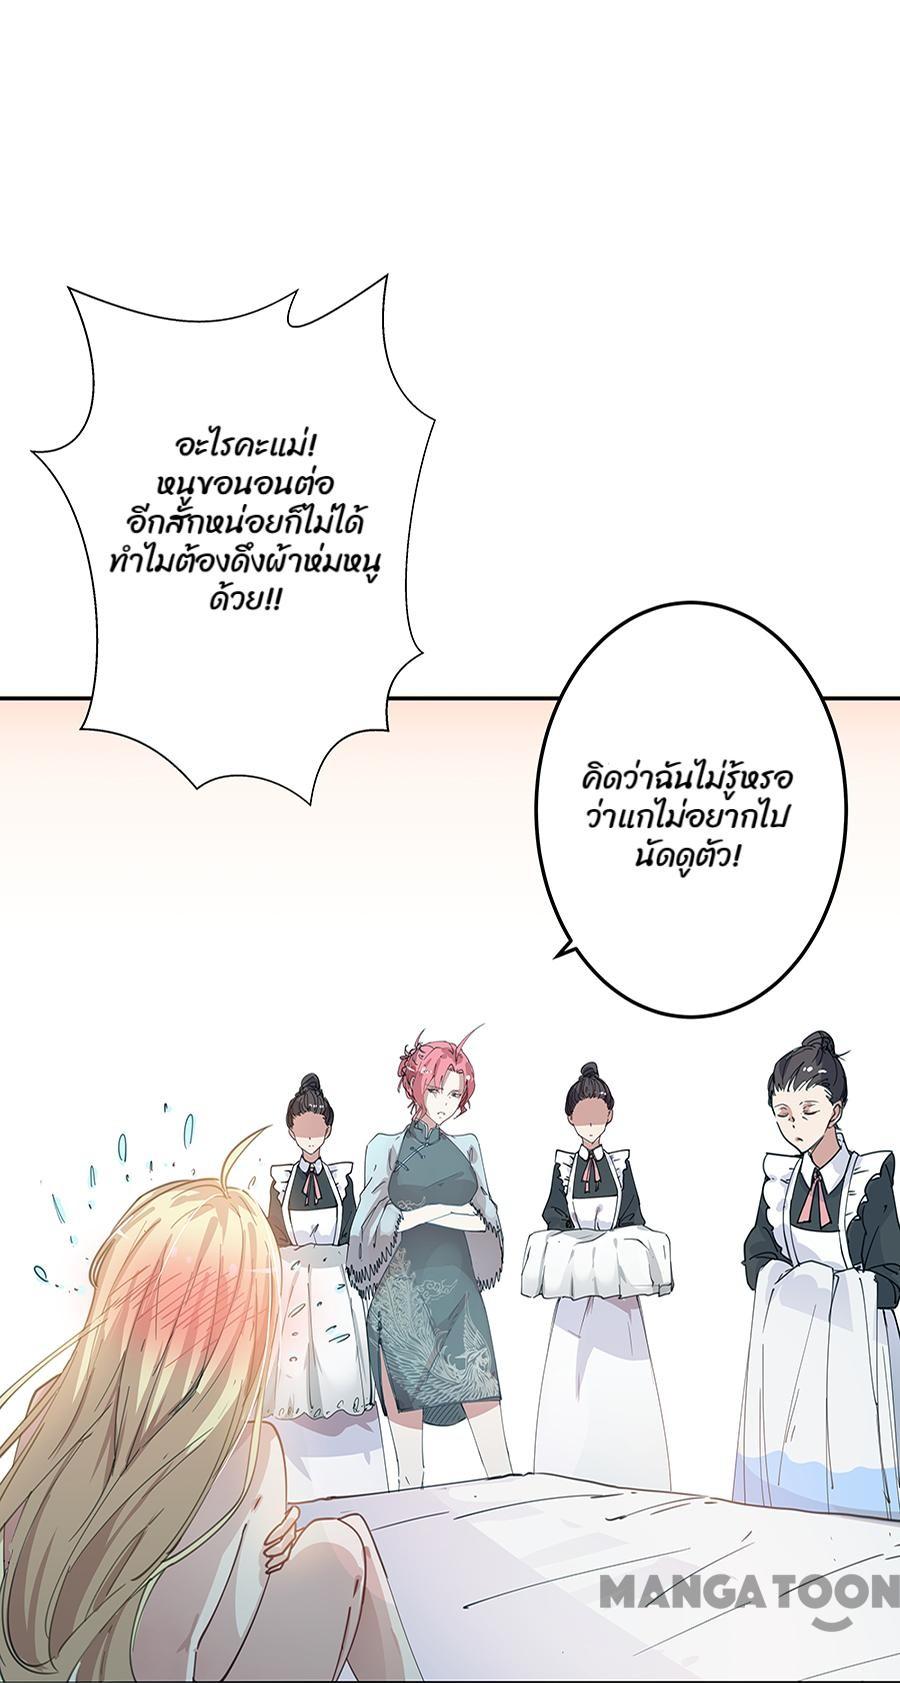 อะไรคะแม่!
หนูขอนอนต่อ
อีกสักหน่อยก็ไม่ได้
ทำไมต้องดึงผ้าห่มหนู
ด้วย!!
คิดว่าฉันไม่รู้หรอ
ว่าแกไม่อยากไป
นัดดูตัว!
MANGATOON